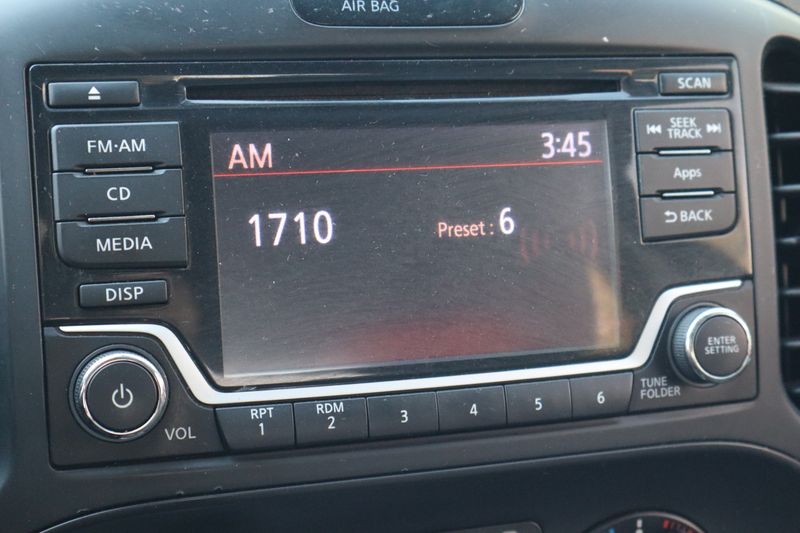 AIR BAG
SCAN
FM·AM
CD
MEDIA
DISP
AM 3:45
1710 Preset : 6
SEEK
TRACK
Apps
BACK
ENTER
SETTING
TUNE
FOLDER
VOL
RPT
1
RDM
2
3
4
5
6